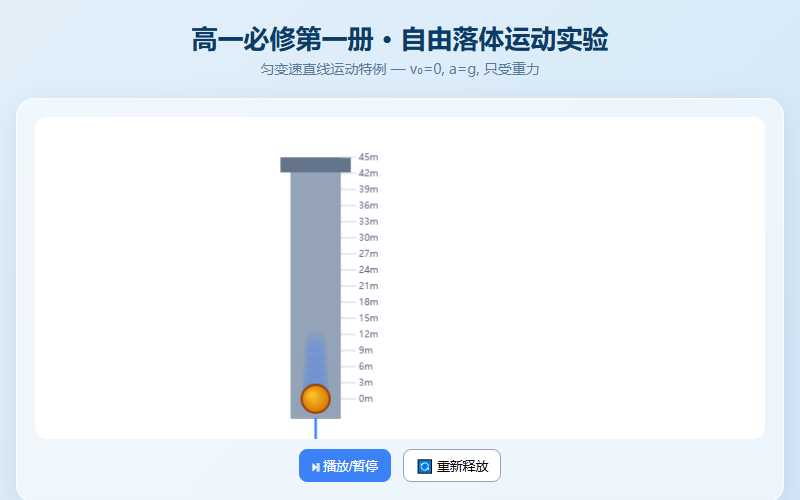 高一必修第一册 · 自由落体运动实验
匀变速直线运动特例 — v₀=0, a=g, 只受重力
45m
42m
39m
36m
33m
30m
27m
24m
21m
18m
15m
12m
9m
6m
3m
0m
⏯ 播放/暂停
🔄 重新释放